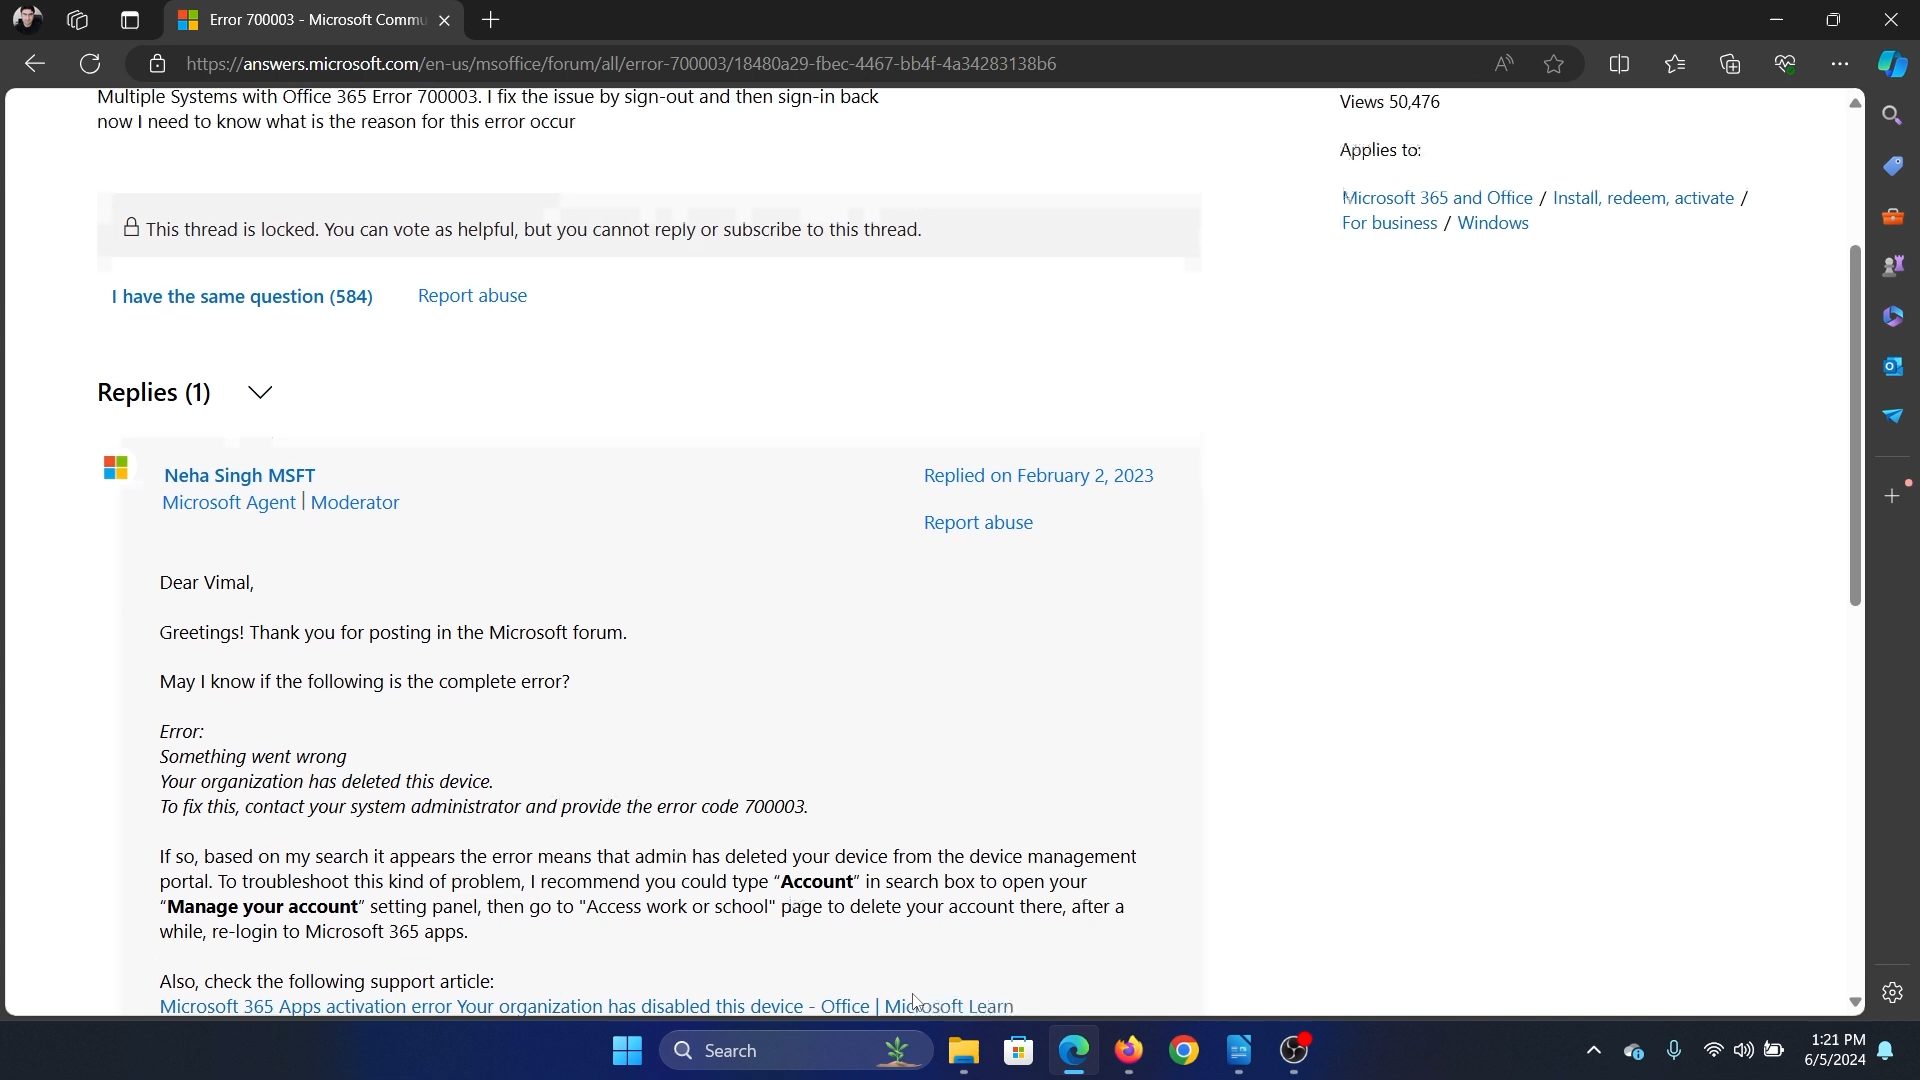 Error 700003 - Microsoft Commu
https://answers.microsoft.com/en-us/msoffice/forum/all/error-700003/18480a29-fbec-4467-bb4f-4a34283138b6
Multiple Systems with Office 365 Error 700003. I fix the issue by sign-out and then sign-in back
now I need to know what is the reason for this error occur
Views 50,476
Applies to:
Microsoft 365 and Office / Install, redeem, activate /
For business / Windows
This thread is locked. You can vote as helpful, but you cannot reply or subscribe to this thread.
I have the same question (584)
Report abuse
Replies (1)
Neha Singh MSFT
Microsoft Agent | Moderator
Replied on February 2, 2023
Report abuse
Dear Vimal,
Greetings! Thank you for posting in the Microsoft forum.
May I know if the following is the complete error?
Error:
Something went wrong
Your organization has deleted this device.
To fix this, contact your system administrator and provide the error code 700003.
If so, based on my search it appears the error means that admin has deleted your device from the device management
portal. To troubleshoot this kind of problem, I recommend you could type “Account” in search box to open your
“Manage your account” setting panel, then go to "Access work or school" page to delete your account there, after a
while, re-login to Microsoft 365 apps.
Also, check the following support article:
Microsoft 365 Apps activation error Your organization has disabled this device - Office | Microsoft Learn
Search
1:21 PM
6/5/2024